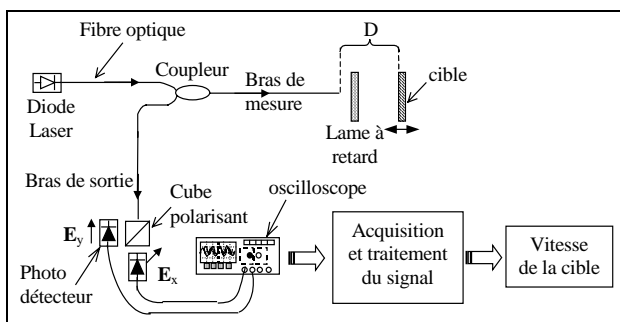 Fibre optique
D
Coupleur
Bras de
mesure
cible
Diode
Laser
Lame à
retard
Bras de sortie
Cube
polarisant
oscilloscope
Ey
Ex
Photo
détecteur
Acquisition
et traitement
du signal
Vitesse
de la cible